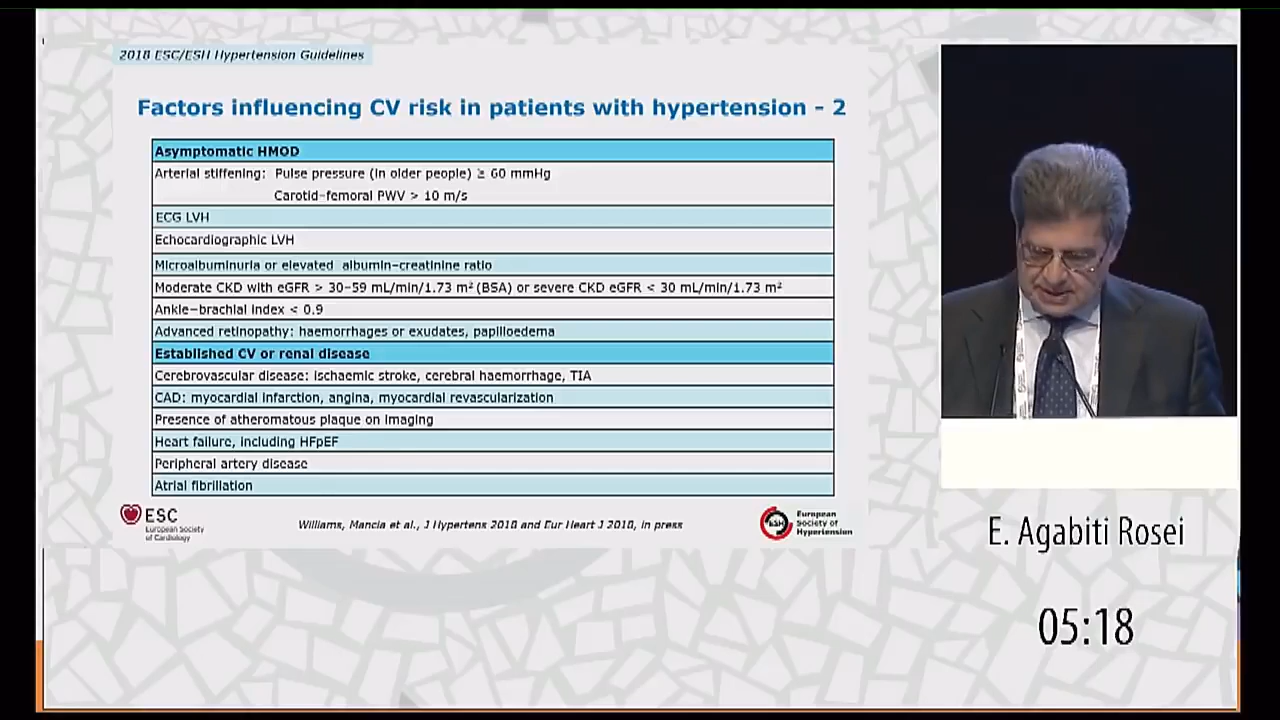 2018 ESC/ESH Hypertension Guidelines
Factors influencing CV risk in patients with hypertension - 2
Asymptomatic HMOD
Arterial stiffening: Pulse pressure (in older people) ≥ 60 mmHg
Carotid–femoral PWV > 10 m/s
ECG LVH
Echocardiographic LVH
Microalbuminuria or elevated albumin–creatinine ratio
Moderate CKD with eGFR > 30–59 mL/min/1.73 m² (BSA) or severe CKD eGFR < 30 mL/min/1.73 m²
Ankle–brachial index < 0.9
Advanced retinopathy: haemorrhages or exudates, papilloedema
Established CV or renal disease
Cerebrovascular disease: ischaemic stroke, cerebral haemorrhage, TIA
CAD: myocardial infarction, angina, myocardial revascularization
Presence of atheromatous plaque on imaging
Heart failure, including HFpEF
Peripheral artery disease
Atrial fibrillation
ESC
European Society
of Cardiology
Williams, Mancia et al., J Hypertens 2018 and Eur Heart J 2018, in press
ESH
European
Society of
Hypertension
E. Agabiti Rosei
05:18